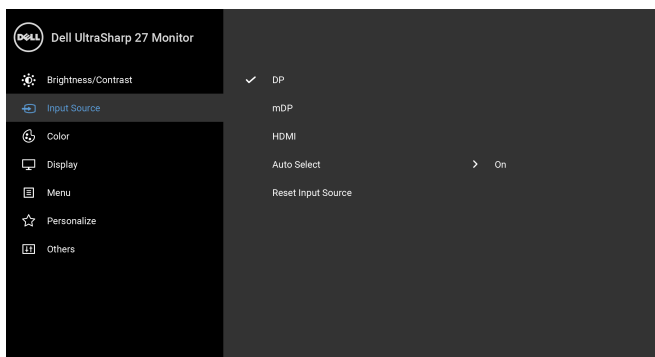 DELL Dell UltraSharp 27 Monitor
Brightness/Contrast
Input Source
Color
Display
Menu
Personalize
Others
DP
mDP
HDMI
Auto Select On
Reset Input Source